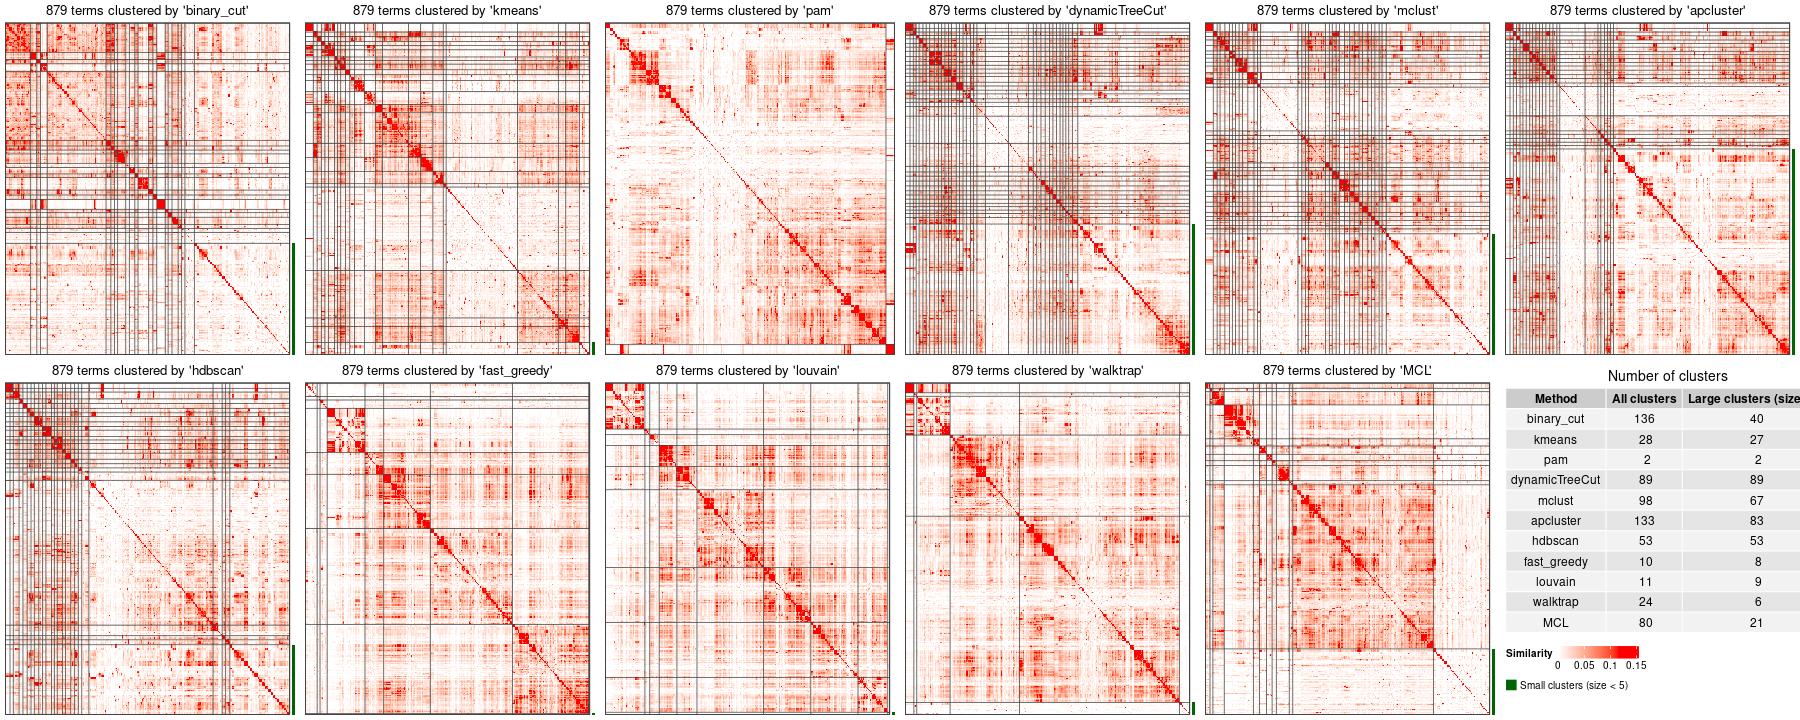 879 terms clustered by 'binary_cut'
879 terms clustered by 'kmeans'
879 terms clustered by 'pam'
879 terms clustered by 'dynamicTreeCut'
879 terms clustered by 'mclust'
879 terms clustered by 'apcluster'
879 terms clustered by 'hdbscan'
879 terms clustered by 'fast_greedy'
879 terms clustered by 'louvain'
879 terms clustered by 'walktrap'
879 terms clustered by 'MCL'
Number of clusters
Method All clusters Large clusters (size
binary_cut 136 40
kmeans 28 27
pam 2 2
dynamicTreeCut 89 89
mclust 98 67
apcluster 133 83
hdbscan 53 53
fast_greedy 10 8
louvain 11 9
walktrap 24 6
MCL 80 21
Similarity
0 0.05 0.1 0.15
Small clusters (size < 5)